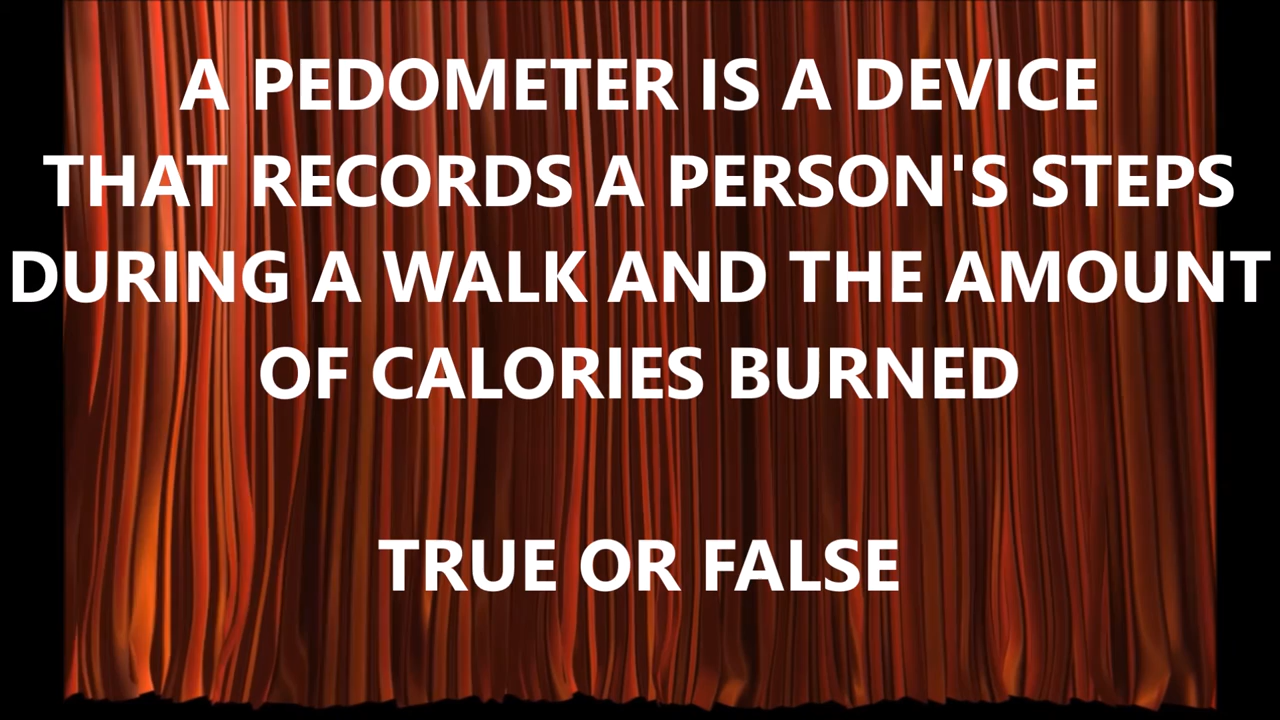 A PEDOMETER IS A DEVICE
THAT RECORDS A PERSON'S STEPS
DURING A WALK AND THE AMOUNT
OF CALORIES BURNED
TRUE OR FALSE